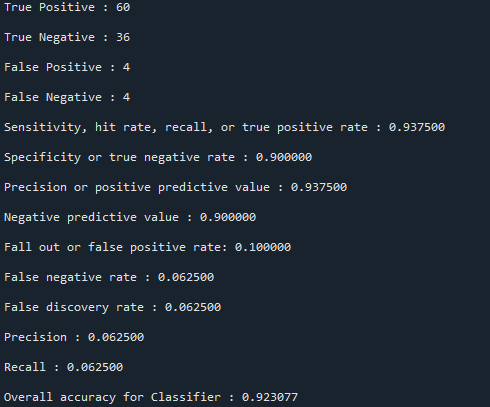 True Positive : 60
True Negative : 36
False Positive : 4
False Negative : 4
Sensitivity, hit rate, recall, or true positive rate : 0.937500
Specificity or true negative rate : 0.900000
Precision or positive predictive value : 0.937500
Negative predictive value : 0.900000
Fall out or false positive rate: 0.100000
False negative rate : 0.062500
False discovery rate : 0.062500
Precision : 0.062500
Recall : 0.062500
Overall accuracy for Classifier : 0.923077